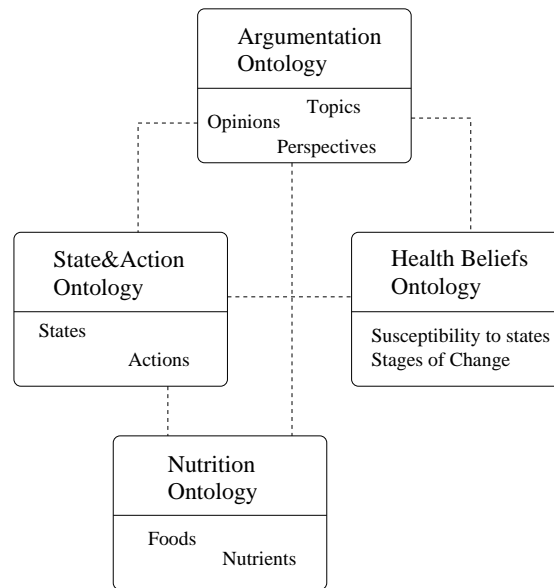 Argumentation
Ontology
Topics
Opinions
Perspectives
State&Action
Ontology
States
Actions
Health Beliefs
Ontology
Susceptibility to states
Stages of Change
Nutrition
Ontology
Foods
Nutrients